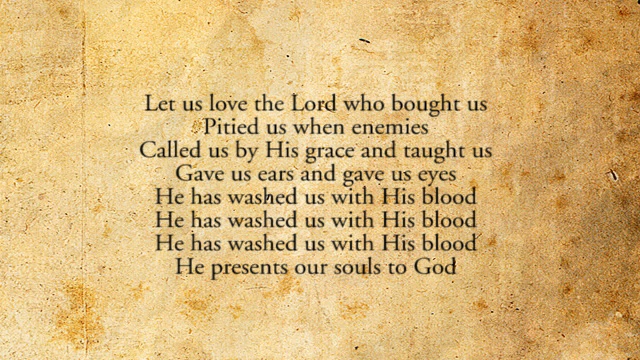 Let us love the Lord who bought us
Pitied us when enemies
Called us by His grace and taught us
Gave us ears and gave us eyes
He has washed us with His blood
He has washed us with His blood
He has washed us with His blood
He presents our souls to God